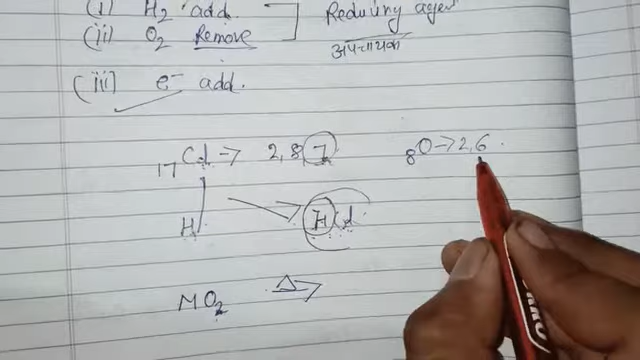 (i) H₂ add.
(ii) O₂ Remove
Reducing agent
अपचायक
(iii) e⁻ add.
₁₇Cl → 2, 8 7
₈O → 2,6
H
HCl
MO₂ Δ→